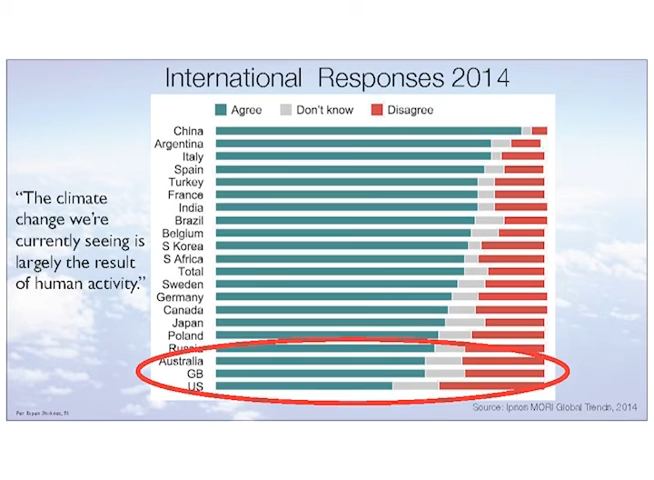 International Responses 2014
Agree Don't know Disagree
China
Argentina
Italy
Spain
Turkey
France
India
Brazil
Belgium
S Korea
S Africa
Total
Sweden
Germany
Canada
Japan
Poland
Russia
Australia
GB
US
“The climate
change we're
currently seeing is
largely the result
of human activity.”
Source: MORI Global Trends, 2014
Per